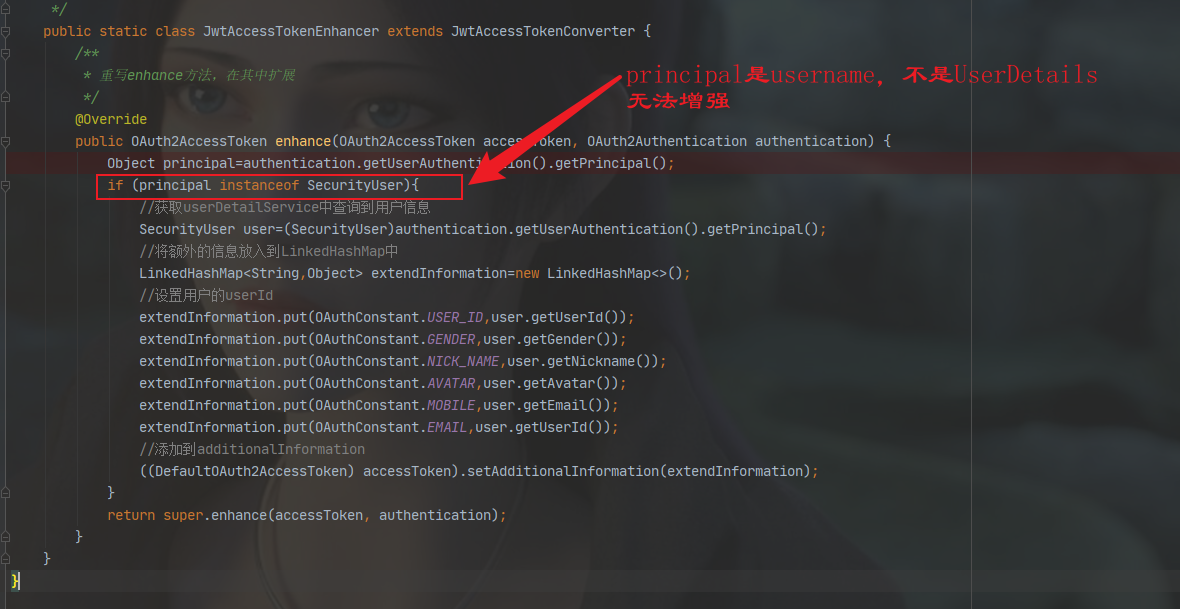 */
public static class JwtAccessTokenEnhancer extends JwtAccessTokenConverter {
/**
* 重写enhance方法，在其中扩展
*/
@Override
public OAuth2AccessToken enhance(OAuth2AccessToken accessToken, OAuth2Authentication authentication) {
Object principal=authentication.getUserAuthentication().getPrincipal();
if (principal instanceof SecurityUser){
//获取userDetailService中查询到用户信息
SecurityUser user=(SecurityUser)authentication.getUserAuthentication().getPrincipal();
//将额外的信息放入到LinkedHashMap中
LinkedHashMap<String,Object> extendInformation=new LinkedHashMap<>();
//设置用户的userId
extendInformation.put(OAuthConstant.USER_ID,user.getUserId());
extendInformation.put(OAuthConstant.GENDER,user.getGender());
extendInformation.put(OAuthConstant.NICK_NAME,user.getNickname());
extendInformation.put(OAuthConstant.AVATAR,user.getAvatar());
extendInformation.put(OAuthConstant.MOBILE,user.getEmail());
extendInformation.put(OAuthConstant.EMAIL,user.getUserId());
//添加到additionalInformation
((DefaultOAuth2AccessToken) accessToken).setAdditionalInformation(extendInformation);
}
return super.enhance(accessToken, authentication);
}
}
}
principal是username，不是UserDetails
无法增强